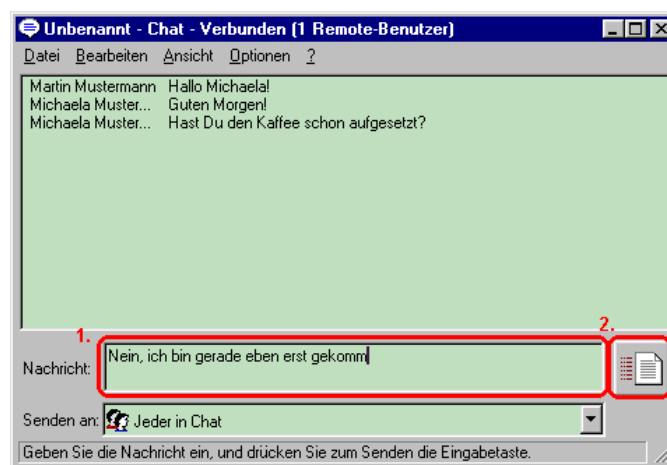 Unbenannt - Chat - Verbunden (1 Remote-Benutzer)
Datei Bearbeiten Ansicht Optionen ?
Martin Mustermann Hallo Michaela!
Michaela Muster... Guten Morgen!
Michaela Muster... Hast Du den Kaffee schon aufgesetzt?
1.
2.
Nachricht: Nein, ich bin gerade eben erst gekomm
Senden an: Jeder in Chat
Geben Sie die Nachricht ein, und drücken Sie zum Senden die Eingabetaste.